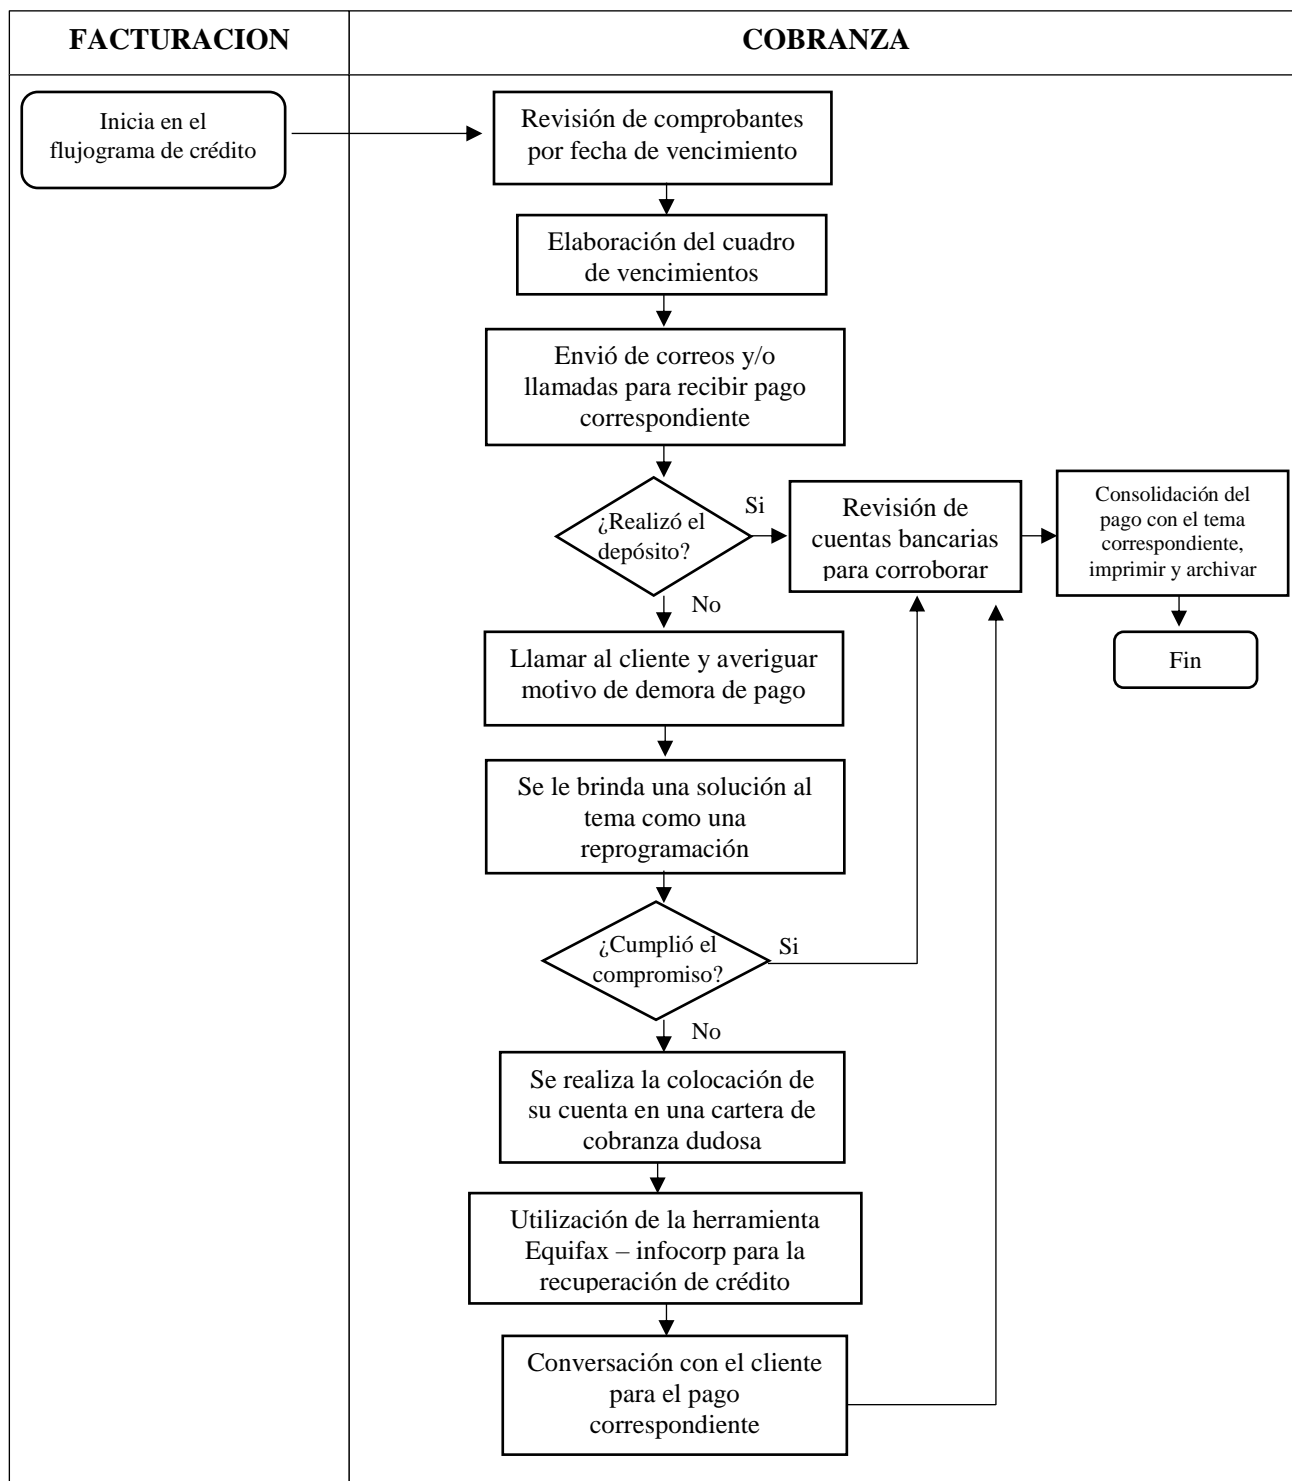 FACTURACION
COBRANZA
Inicia en el
flujograma de crédito
Revisión de comprobantes
por fecha de vencimiento
Elaboración del cuadro
de vencimientos
Envió de correos y/o
llamadas para recibir pago
correspondiente
¿Realizó el
depósito?
Si
Revisión de
cuentas bancarias
para corroborar
Consolidación del
pago con el tema
correspondiente,
imprimir y archivar
Fin
No
Llamar al cliente y averiguar
motivo de demora de pago
Se le brinda una solución al
tema como una
reprogramación
¿Cumplió el
compromiso?
Si
No
Se realiza la colocación de
su cuenta en una cartera de
cobranza dudosa
Utilización de la herramienta
Equifax – infocorp para la
recuperación de crédito
Conversación con el cliente
para el pago
correspondiente